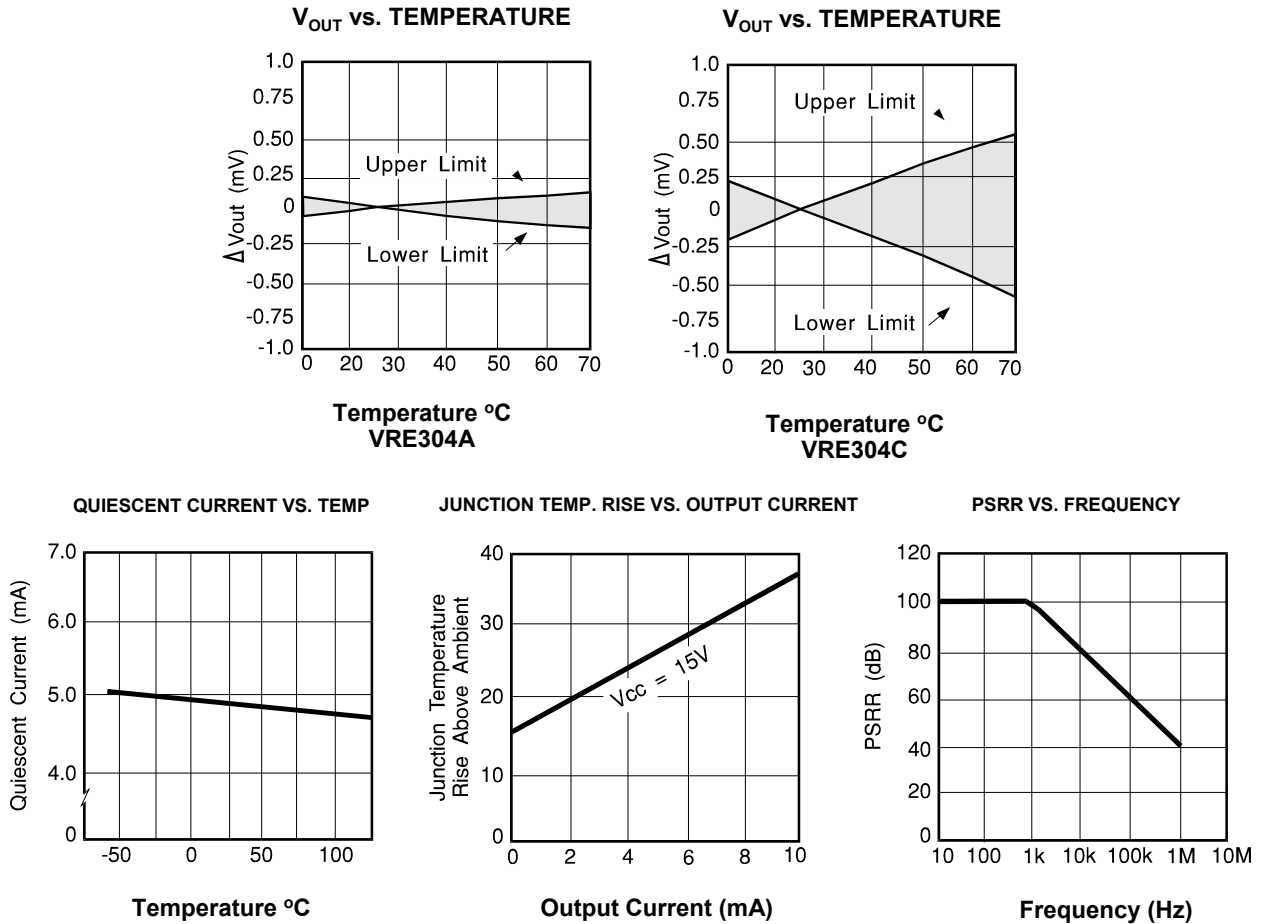 V_OUT vs. TEMPERATURE
1.0
0.75
0.50
0.25
0
-0.25
-0.50
-0.75
-1.0
Δ Vout (mV)
Upper Limit
Lower Limit
0 20 30 40 50 60 70
Temperature °C
VRE304A
V_OUT vs. TEMPERATURE
1.0
0.75
0.50
0.25
0
-0.25
-0.50
-0.75
-1.0
Δ Vout (mV)
Upper Limit
Lower Limit
0 20 30 40 50 60 70
Temperature °C
VRE304C
QUIESCENT CURRENT VS. TEMP
7.0
6.0
5.0
4.0
0
Quiescent Current (mA)
-50 0 50 100
Temperature °C
JUNCTION TEMP. RISE VS. OUTPUT CURRENT
40
30
20
10
0
Junction Temperature
Rise Above Ambient
Vcc = 15V
0 2 4 6 8 10
Output Current (mA)
PSRR VS. FREQUENCY
120
100
80
60
40
20
0
PSRR (dB)
10 100 1k 10k 100k 1M 10M
Frequency (Hz)